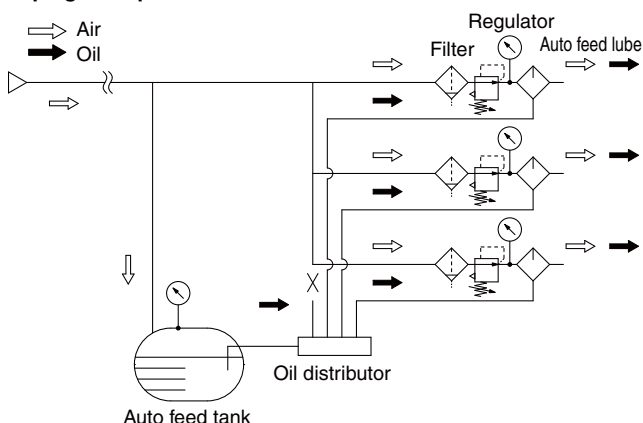 Air
Oil
Regulator
Filter
Auto feed lube
Oil distributor
Auto feed tank